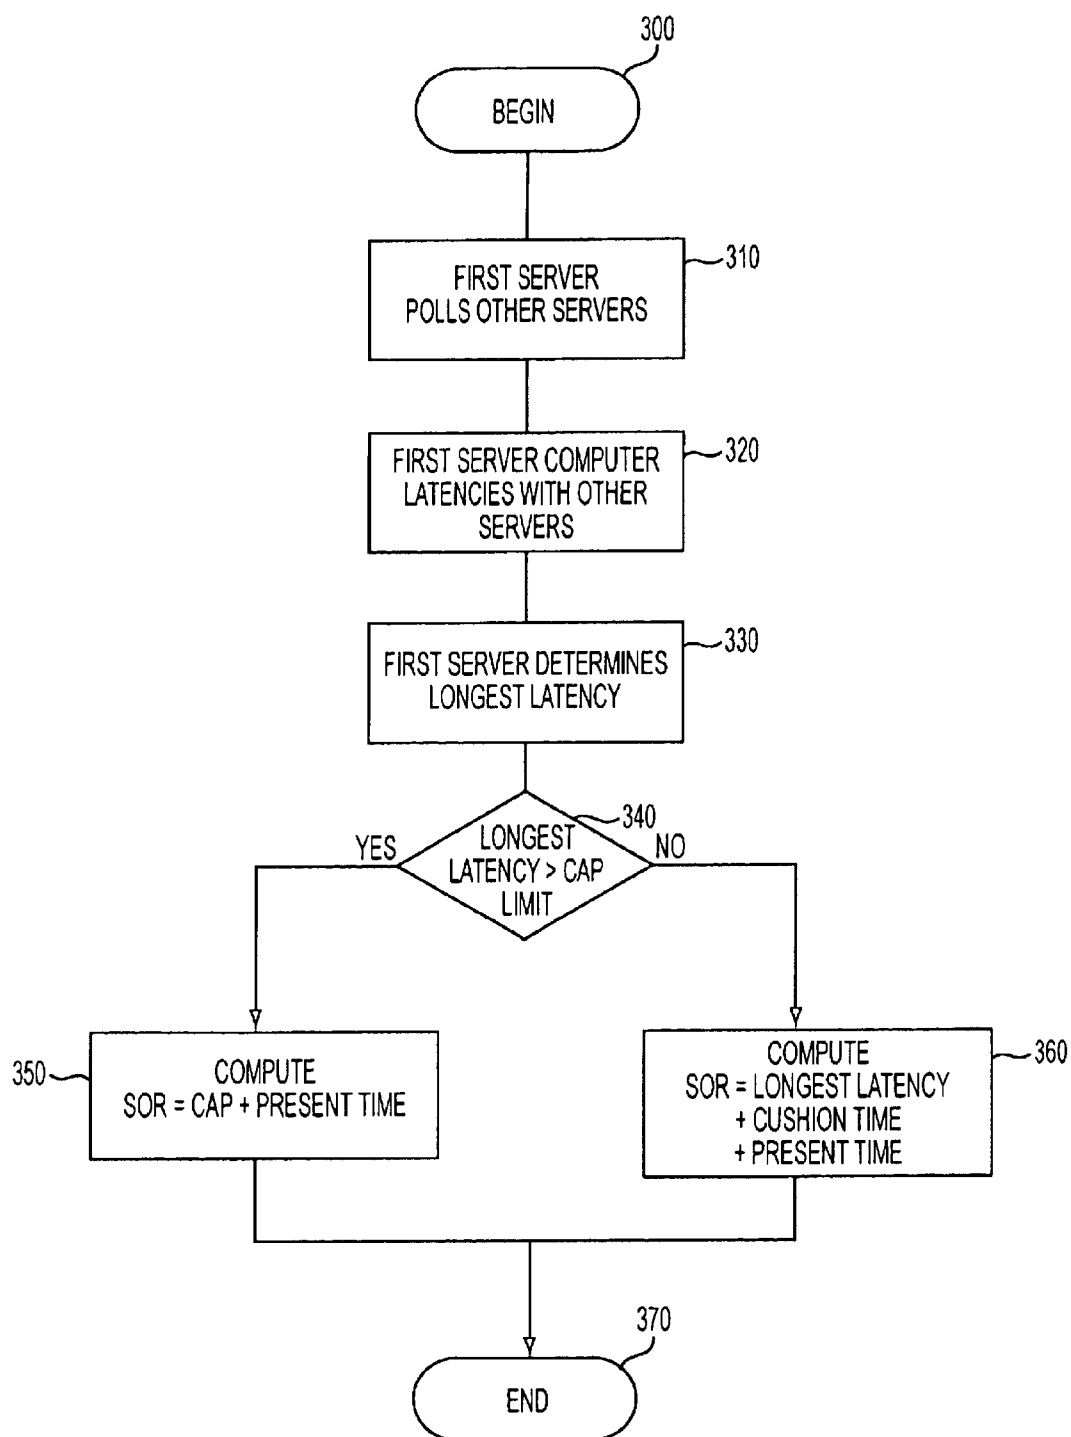 300
BEGIN
310
FIRST SERVER
POLLS OTHER SERVERS
320
FIRST SERVER COMPUTER
LATENCIES WITH OTHER
SERVERS
330
FIRST SERVER DETERMINES
LONGEST LATENCY
340
YES
NO
LONGEST
LATENCY > CAP
LIMIT
350
COMPUTE
SOR = CAP + PRESENT TIME
360
COMPUTE
SOR = LONGEST LATENCY
+ CUSHION TIME
+ PRESENT TIME
370
END